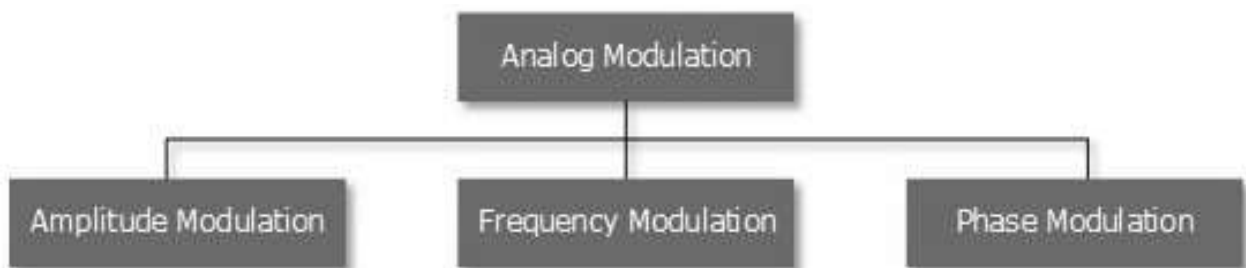 Analog Modulation
Amplitude Modulation
Frequency Modulation
Phase Modulation